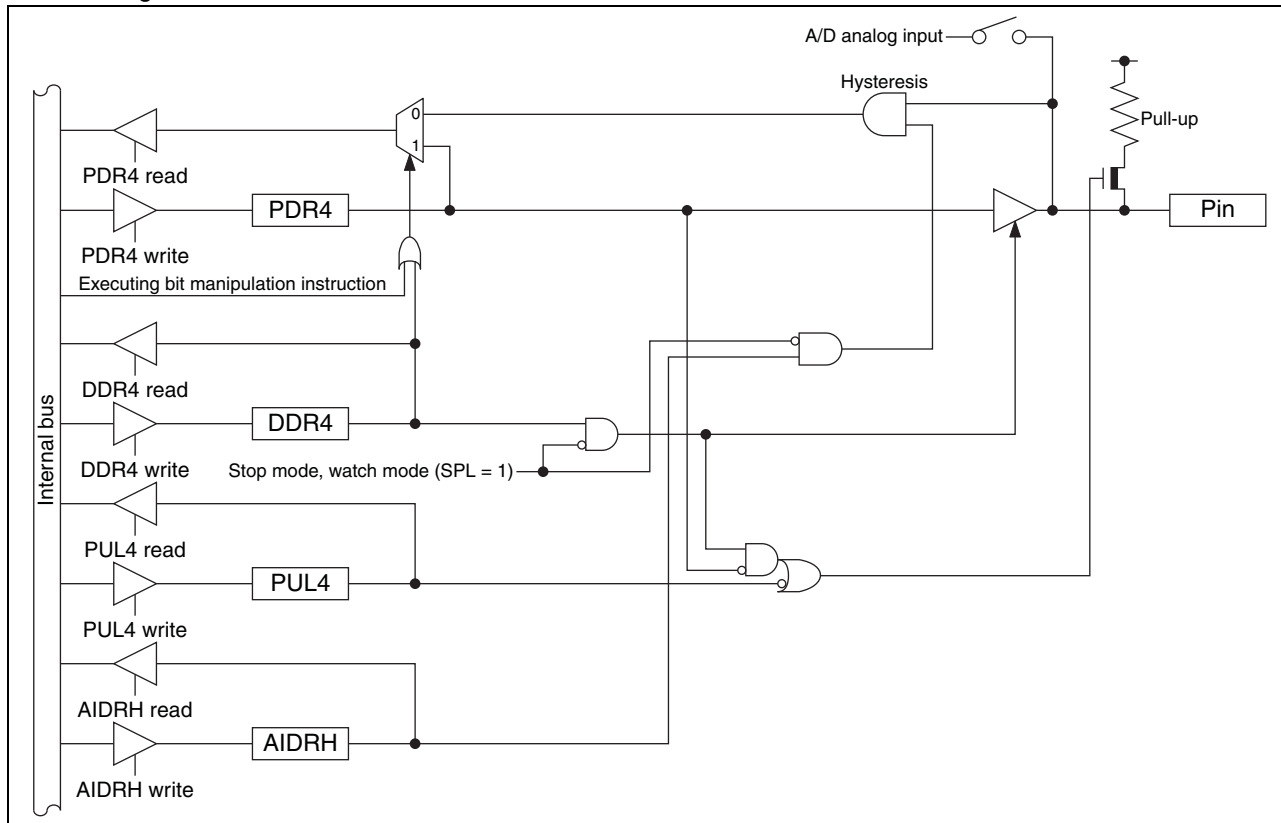 A/D analog input
Hysteresis
0
Pull-up
1
PDR4 read
PDR4
Pin
PDR4 write
Executing bit manipulation instruction
DDR4 read
DDR4
DDR4 write
Stop mode, watch mode (SPL = 1)
Internal bus
PUL4 read
PUL4
PUL4 write
AIDRH read
AIDRH
AIDRH write